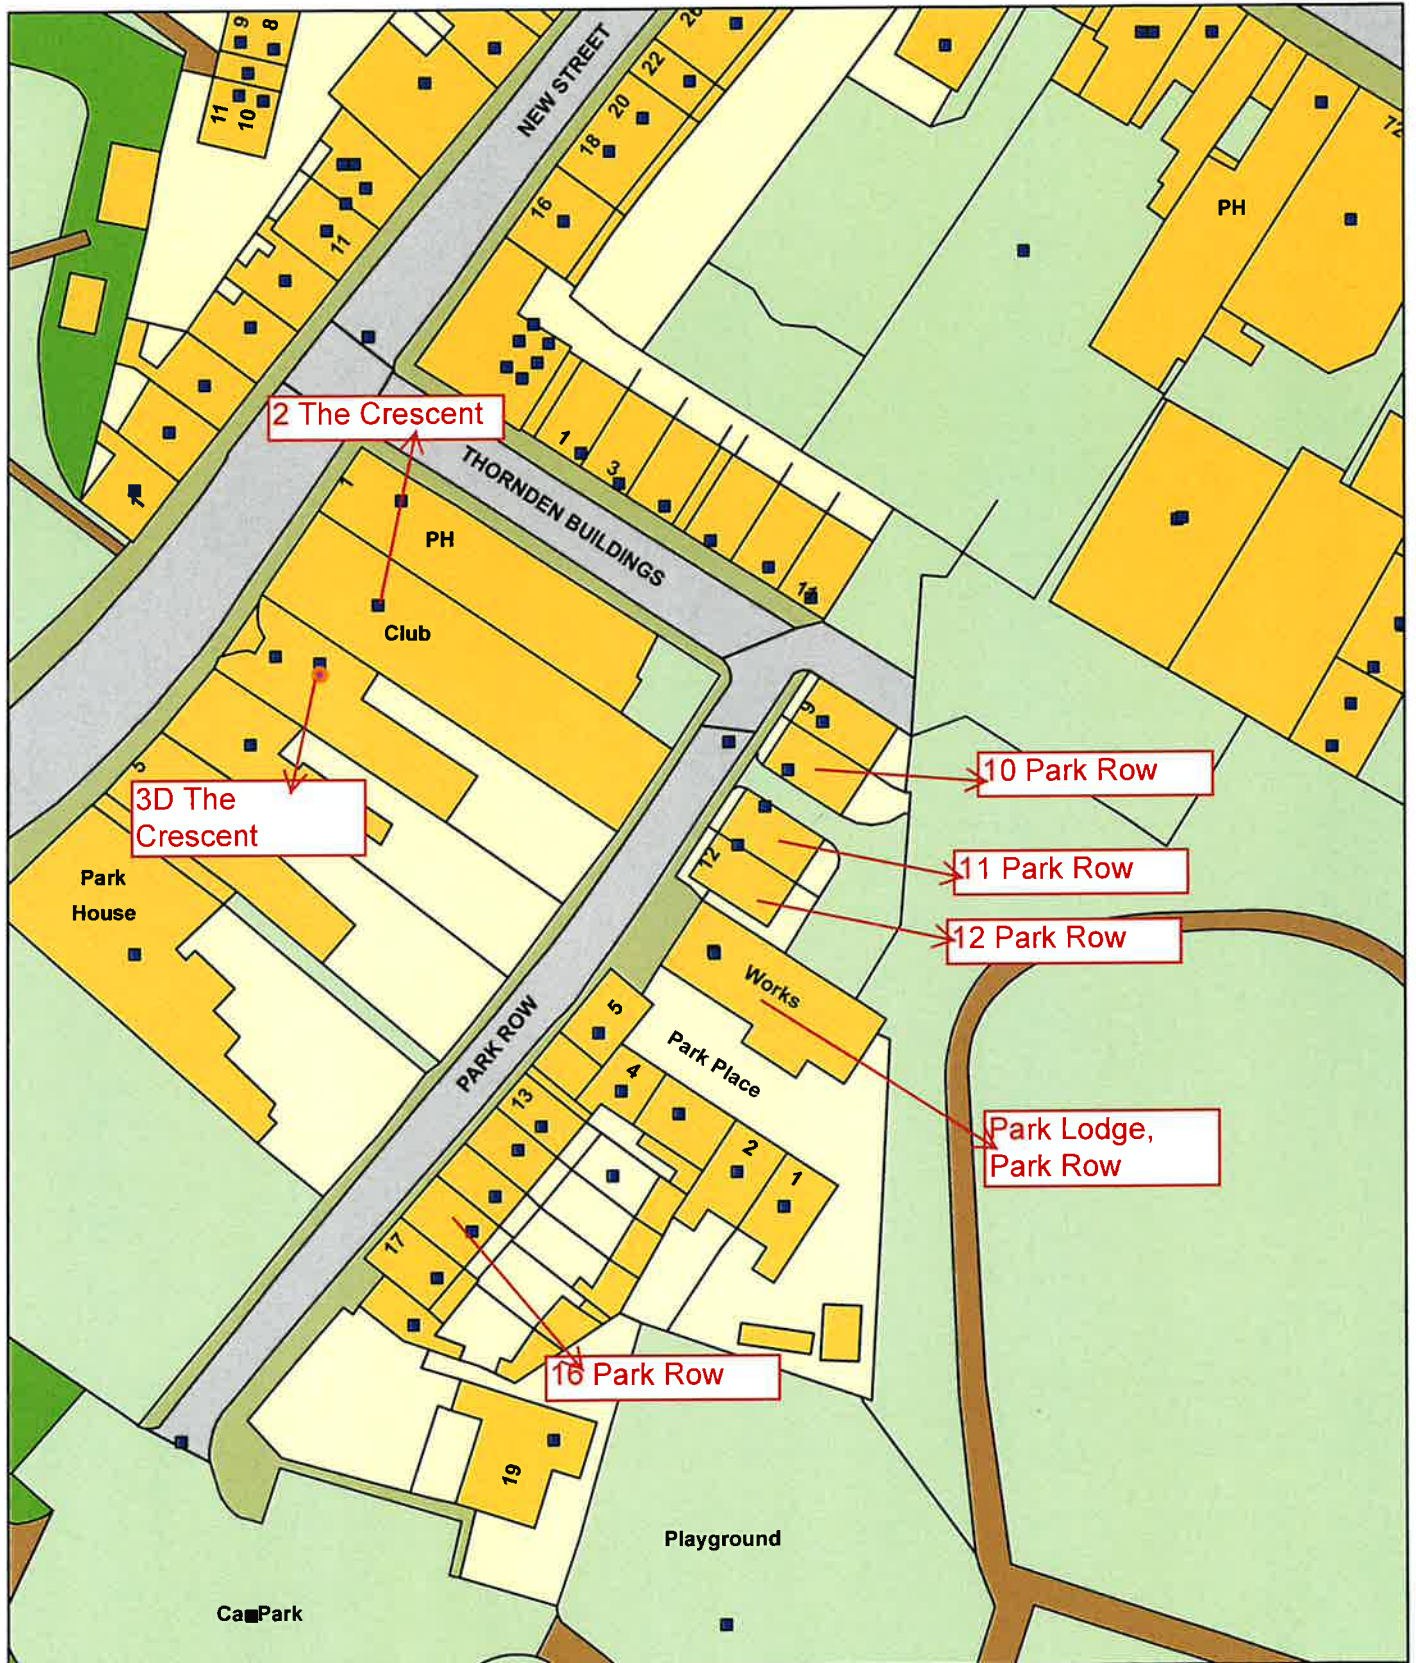 9
8
11
10
NEW STREET
26
22
20
18
16
11
72
PH
2 The Crescent
1
3
THORNDEN BUILDINGS
1
PH
Club
9
10 Park Row
3D The
Crescent
5
11 Park Row
12
12 Park Row
Park
House
Works
5
Park Place
PARK ROW
4
13
Park Lodge,
Park Row
2
1
17
16 Park Row
19
Playground
Park